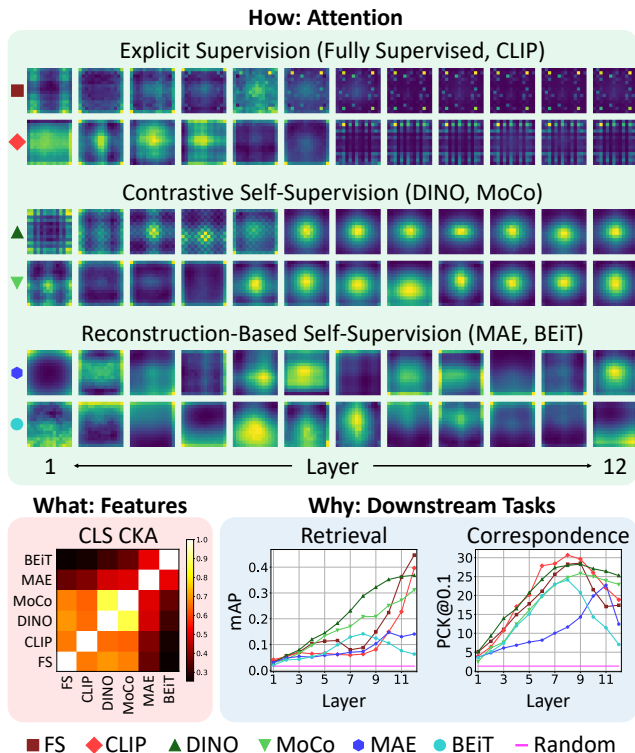 How: Attention
Explicit Supervision (Fully Supervised, CLIP)
Contrastive Self-Supervision (DINO, MoCo)
Reconstruction-Based Self-Supervision (MAE, BEiT)
1 Layer 12
What: Features
CLS CKA
BEiT
MAE
MoCo
DINO
CLIP
FS
FS
CLIP
DINO
MoCo
MAE
BEiT
1.0
0.9
0.8
0.7
0.6
0.5
0.4
0.3
Why: Downstream Tasks
Retrieval
mAP
0.4
0.3
0.2
0.1
0.0
1 3 5 7 9 11
Layer
Correspondence
PCK@0.1
30
25
20
15
10
5
0
1 3 5 7 9 11
Layer
FS CLIP DINO MoCo MAE BEiT Random